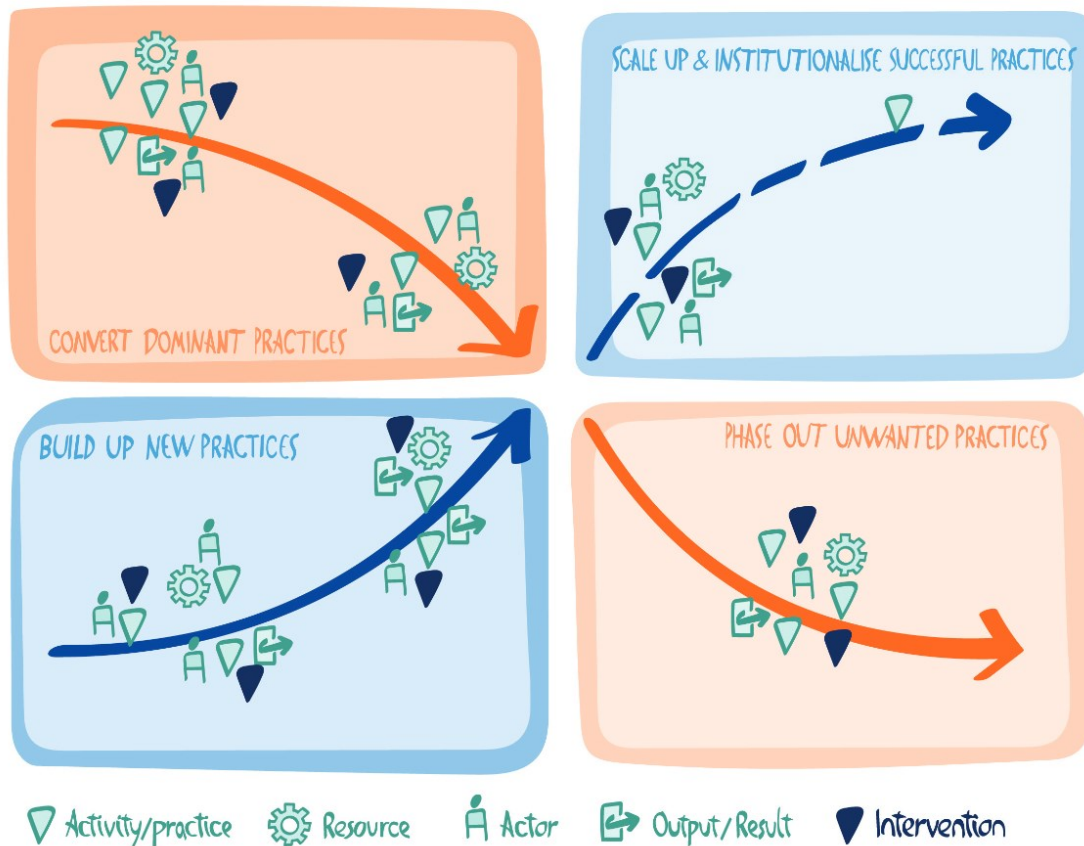 SCALE UP & INSTITUTIONALISE SUCCESSFUL PRACTICES
CONVERT DOMINANT PRACTICES
BUILD UP NEW PRACTICES
PHASE OUT UNWANTED PRACTICES
Activity/practice
Resource
Actor
Output/Result
Intervention